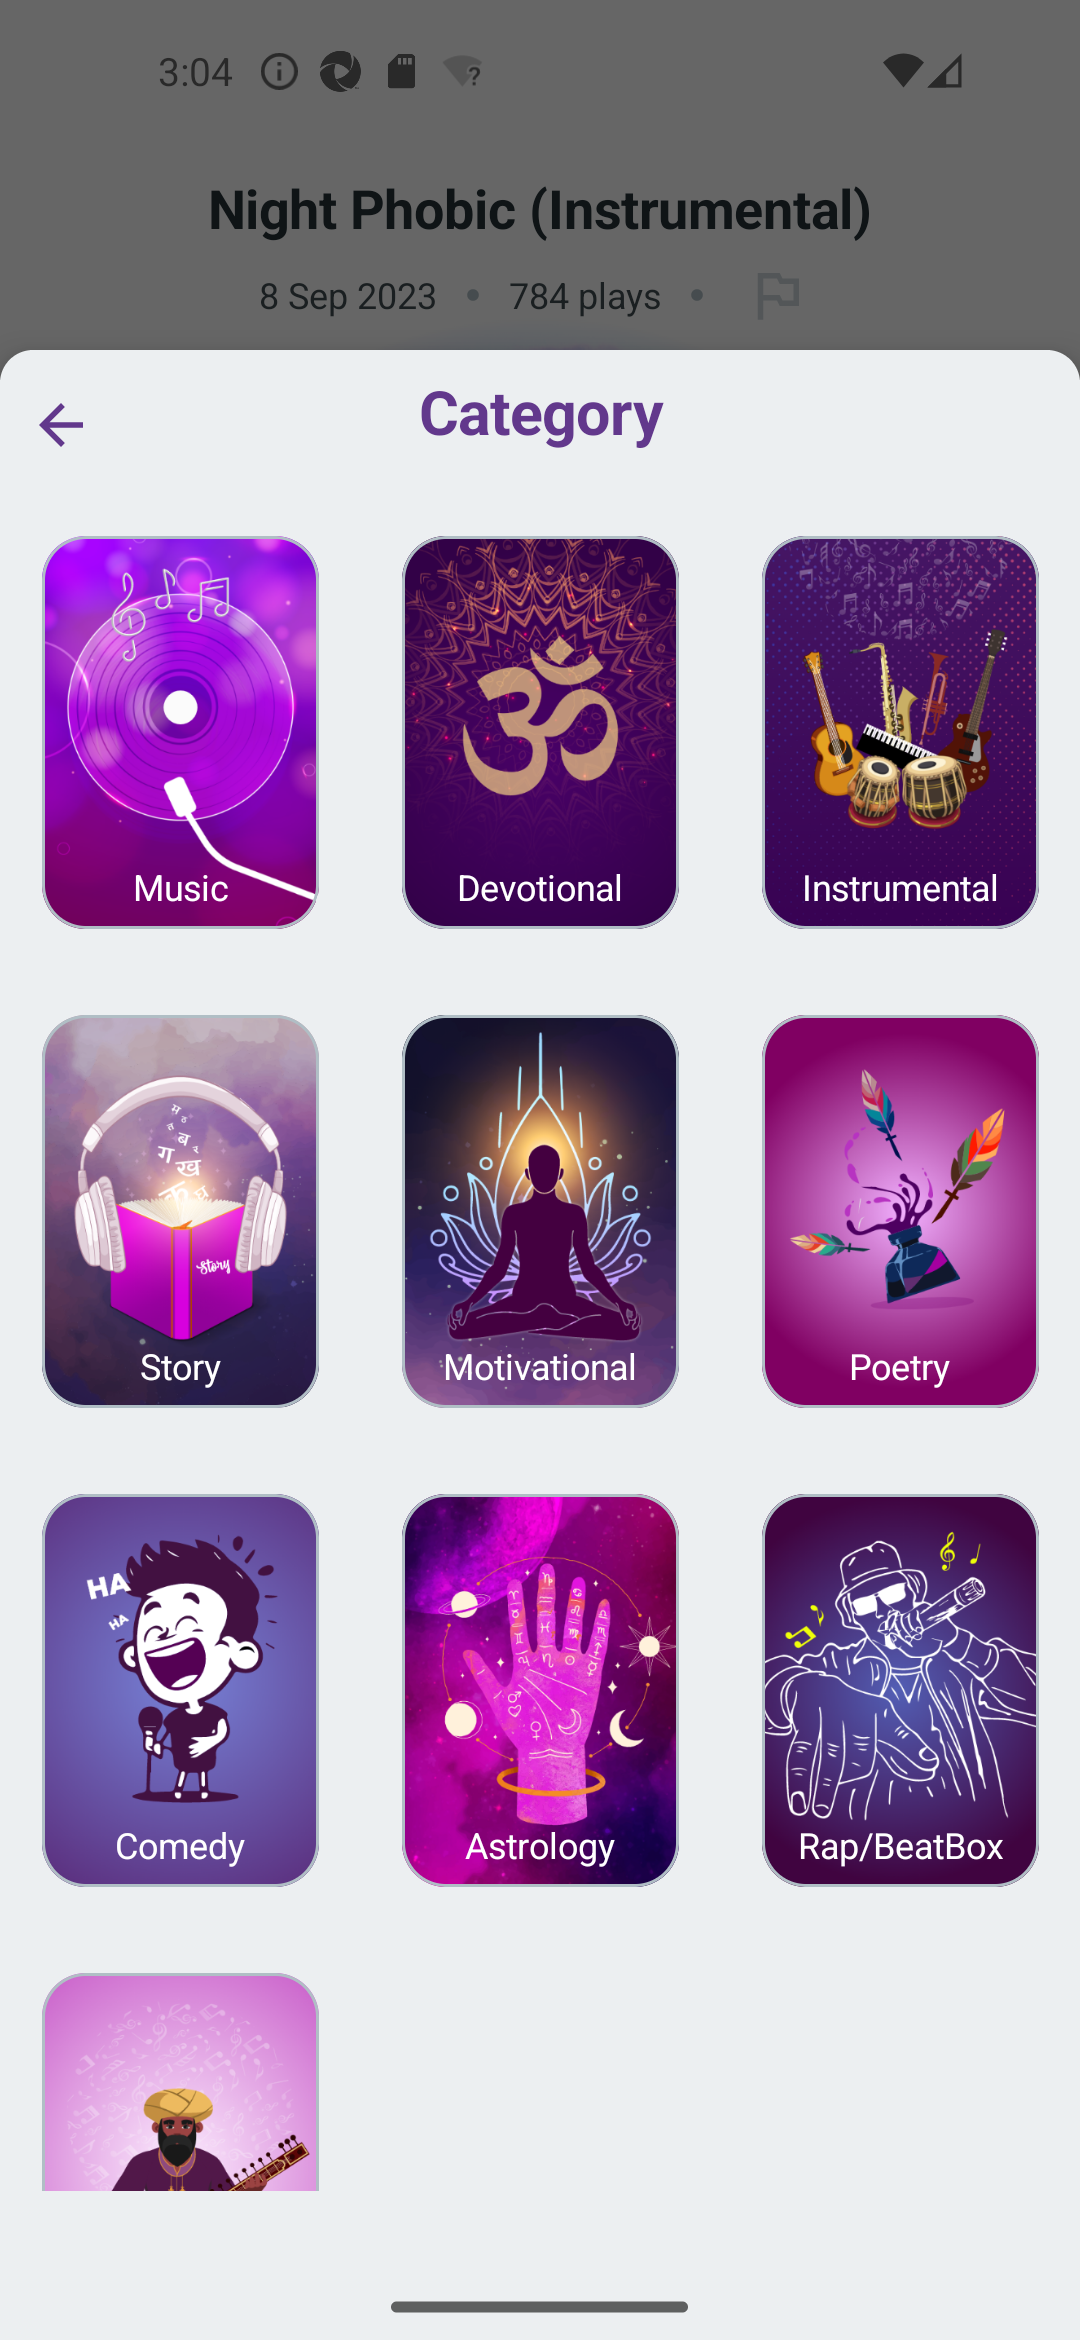 3:04
Night Phobic (Instrumental)
8 Sep 2023 • 784 plays •
Category
Music
Devotional
Instrumental
म
ब
ग
ख
क
Story
Story
Motivational
Poetry
HA
HA
Comedy
Astrology
Rap/BeatBox